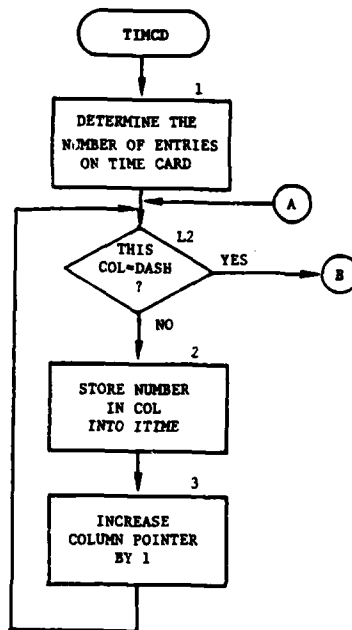 TIMCD
1
DETERMINE THE
NUMBER OF ENTRIES
ON TIME CARD
A
L2
THIS
COL=DASH
?
YES
B
NO
2
STORE NUMBER
IN COL
INTO ITIME
3
INCREASE
COLUMN POINTER
BY 1